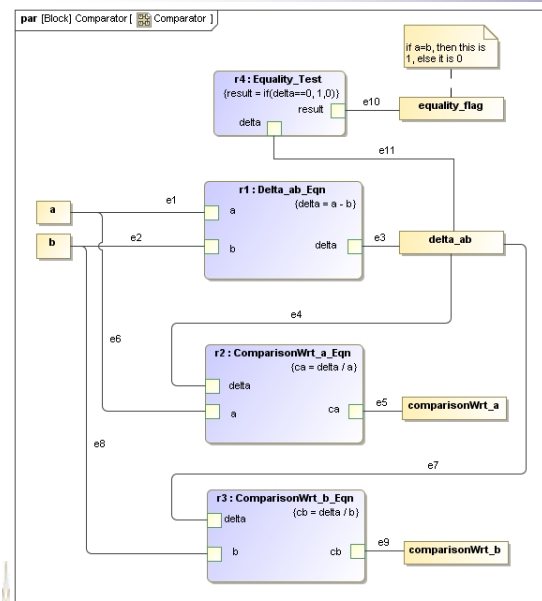 par [Block] Comparator [ Comparator ]
if a=b, then this is
1, else it is 0
r4 : Equality_Test
{result = if(delta==0, 1,0)}
result
delta
e10
equality_flag
e11
r1 : Delta_ab_Eqn
{delta = a - b}
a
e1
a
b
e2
b
delta
e3
delta_ab
e4
e6
r2 : ComparisonWrt_a_Eqn
{ca = delta / a}
delta
a
ca
e5
comparisonWrt_a
e8
e7
r3 : ComparisonWrt_b_Eqn
{cb = delta / b}
delta
b
cb
e9
comparisonWrt_b